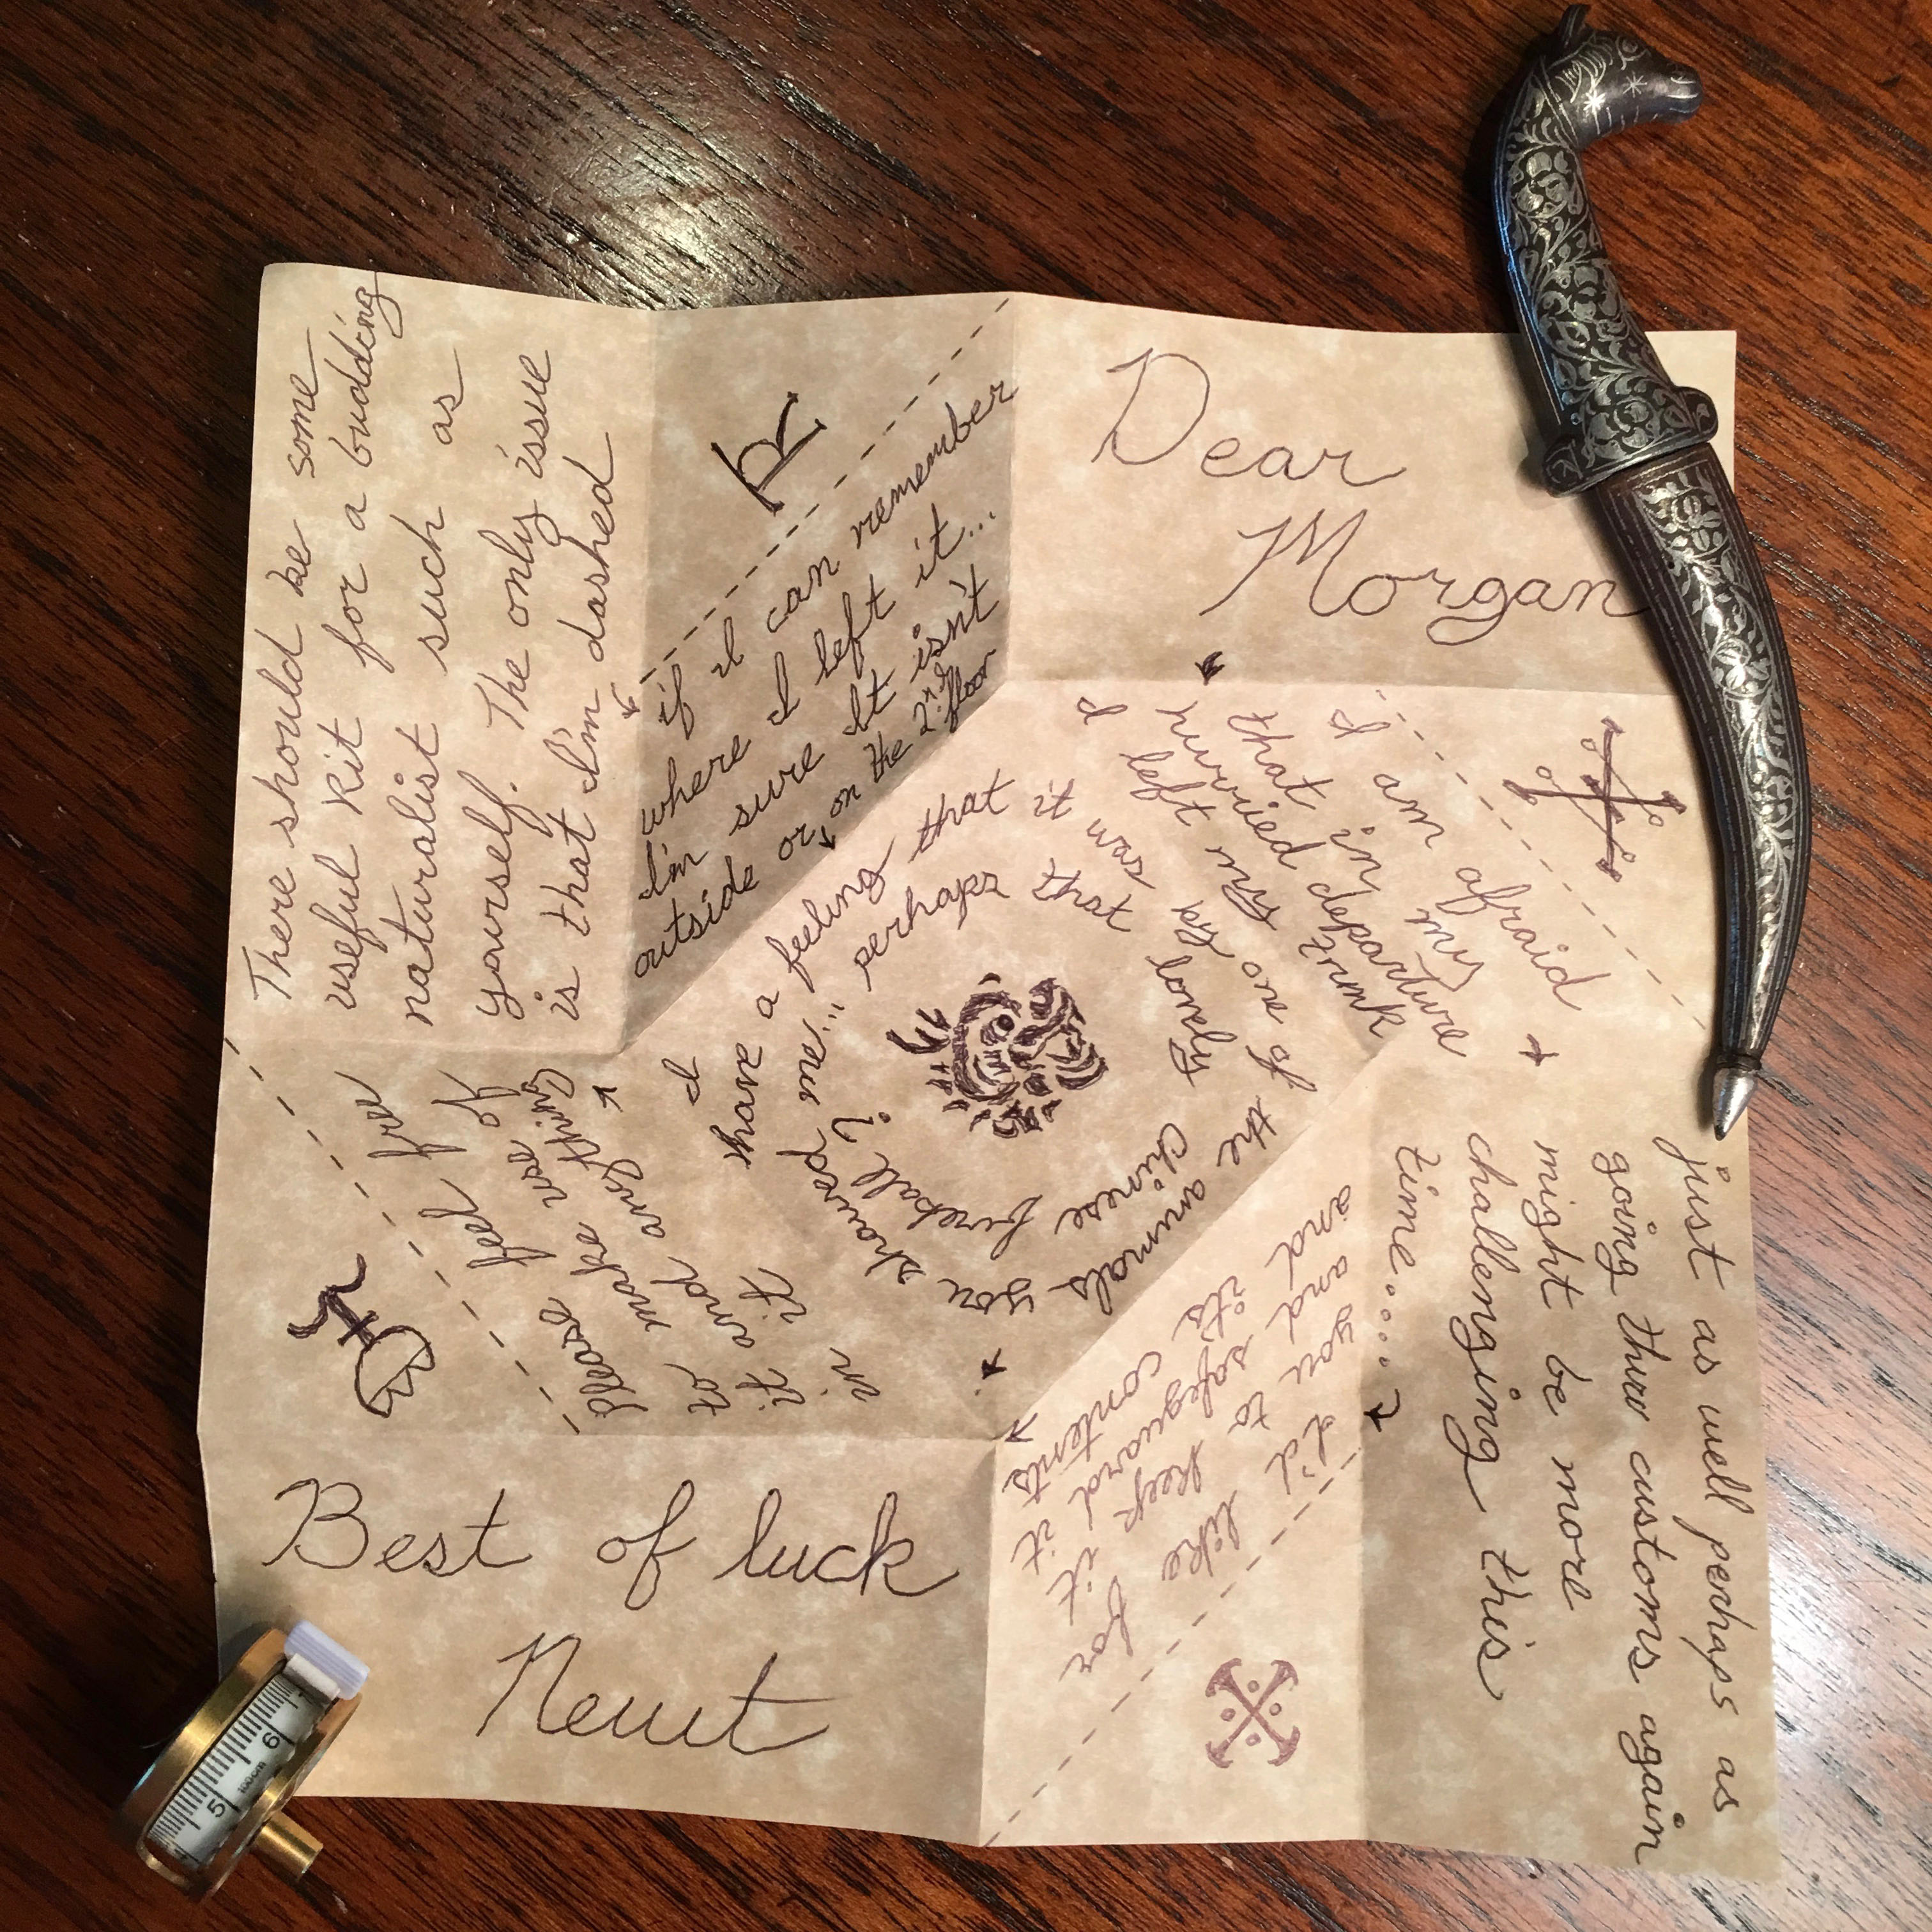 Dear
Morgan
I am afraid
that in my
hurried departure
I left my trunk
just as well perhaps as
going thru customs again
might be more
challenging this
time....
I'd like for
you to keep it
and safeguard it
and its contents
please feel free
to make use of
it and anything
in it
There should be some
useful kit for a budding
naturalist such as
yourself. The only issue
is that I'm dashed
R
if I can remember
where I left it...
I'm sure It isn't
outside or on the 2nd floor
I have a feeling that it was one of the animals you showed me... perhaps that lovely Chinese fireball?
Best of luck
Newt
5 100cm 6